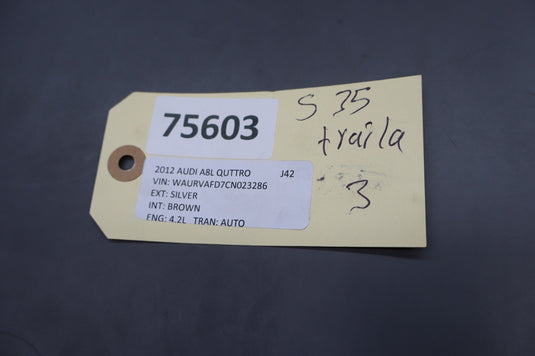 75603
S 35
traila
3
2012 AUDI A8L QUTTRO J42
VIN: WAURVAFD7CN023286
EXT: SILVER
INT: BROWN
ENG: 4.2L TRAN: AUTO